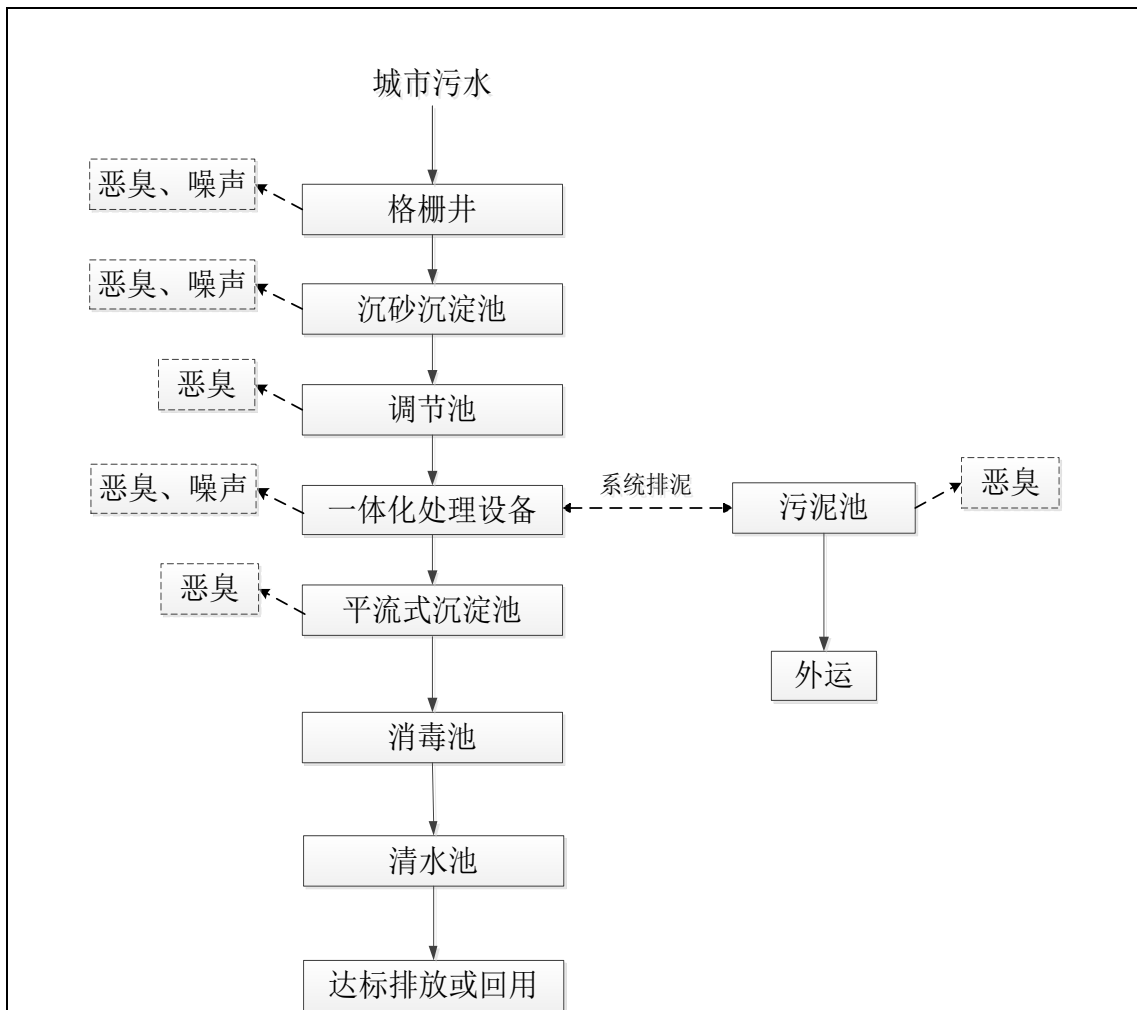 城市污水
恶臭、噪声
格栅井
恶臭、噪声
沉砂沉淀池
恶臭
调节池
恶臭、噪声
一体化处理设备
系统排泥
污泥池
恶臭
恶臭
平流式沉淀池
外运
消毒池
清水池
达标排放或回用